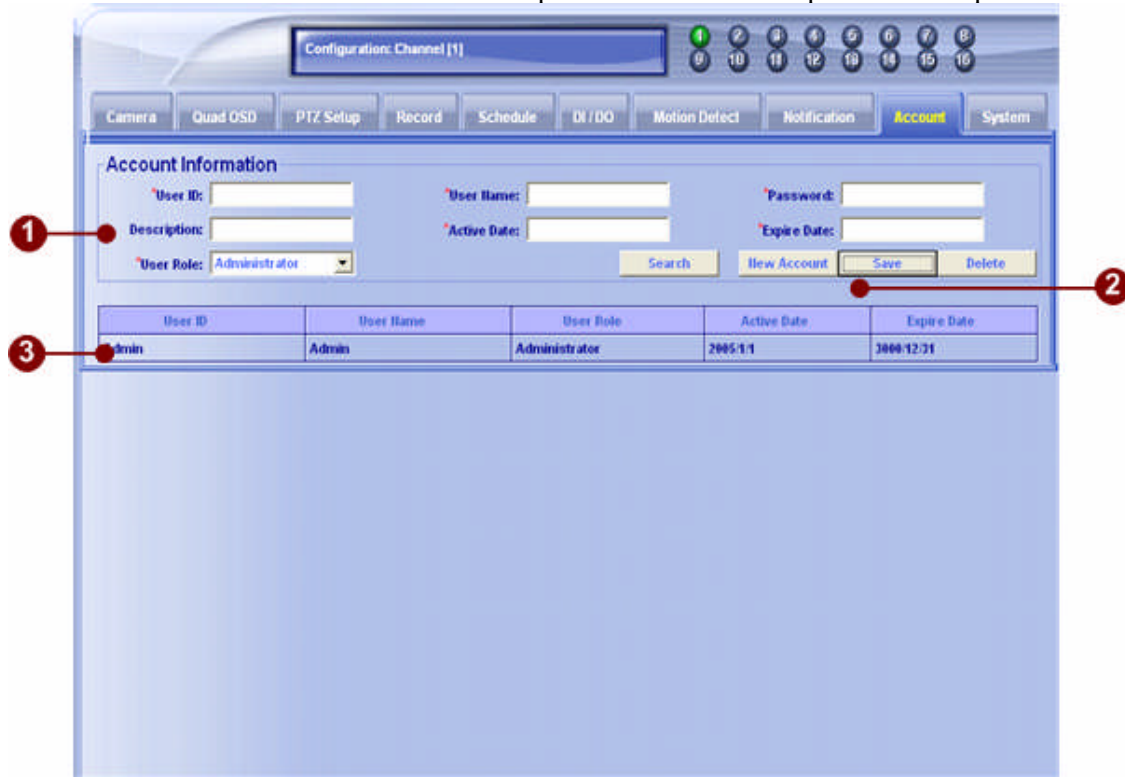 Configuration: Channel [1]
1 2 3 4 5 6 7 8
9 10 11 12 13 14 15 16
Camera Quad OSD PTZ Setup Record Schedule DI / DO Motion Detect Notification Account System
Account Information
*User ID: *User Name: *Password:
1
Description: *Active Date: *Expire Date:
*User Role: Administrator Search New Account Save Delete
2
User ID User Name User Role Active Date Expire Date
3
Admin Admin Administrator 2005/1/1 3000/12/31